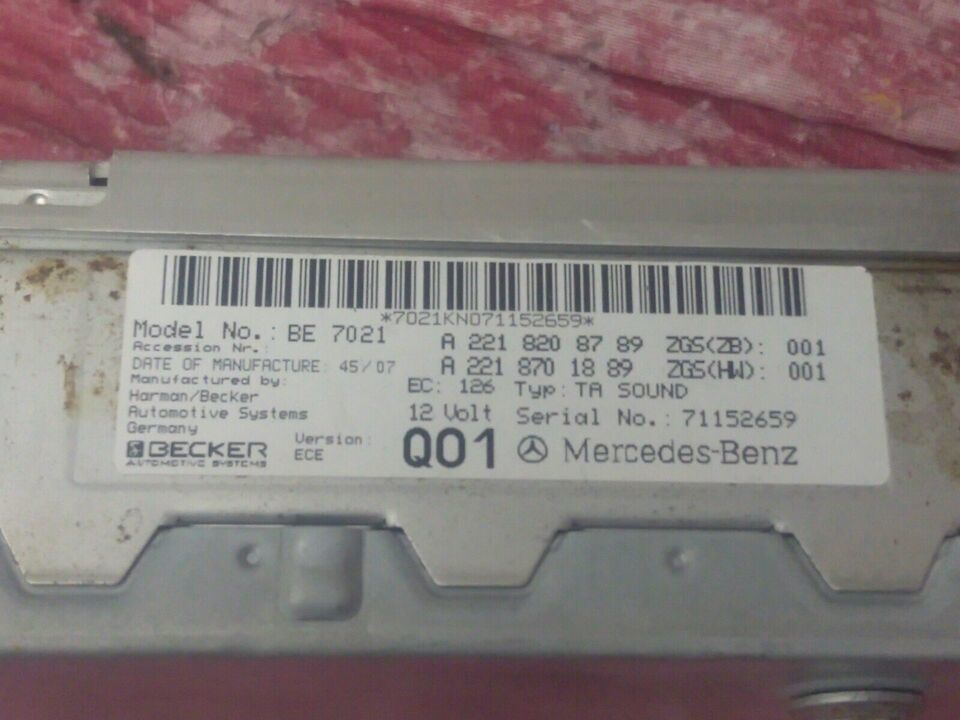 *7021KN071152659*
Model No.: BE 7021
Accession Nr.:
DATE OF MANUFACTURE: 45/07
Manufactured by:
Harman/Becker
Automotive Systems
Germany
BECKER
AUTOMOTIVE SYSTEMS
Version:
ECE
A 221 820 87 89 ZGS(ZB): 001
A 221 870 18 89 ZGS(HW): 001
EC: 126 Typ: TA SOUND
12 Volt Serial No.: 71152659
Q01 Mercedes-Benz